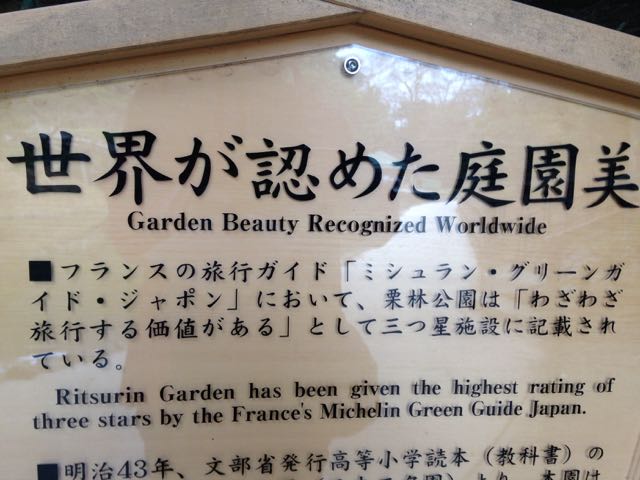 世界が認めた庭園美
Garden Beauty Recognized Worldwide
■フランスの旅行ガイド「ミシュラン・グリーンガ
イド・ジャポン」において、栗林公園は「わざわざ
旅行する価値がある」として三つ星施設に記載され
ている。
Ritsurin Garden has been given the highest rating of
three stars by the France's Michelin Green Guide Japan.
■明治43年、文部省発行高等小学読本（教科書）の
より、本園は